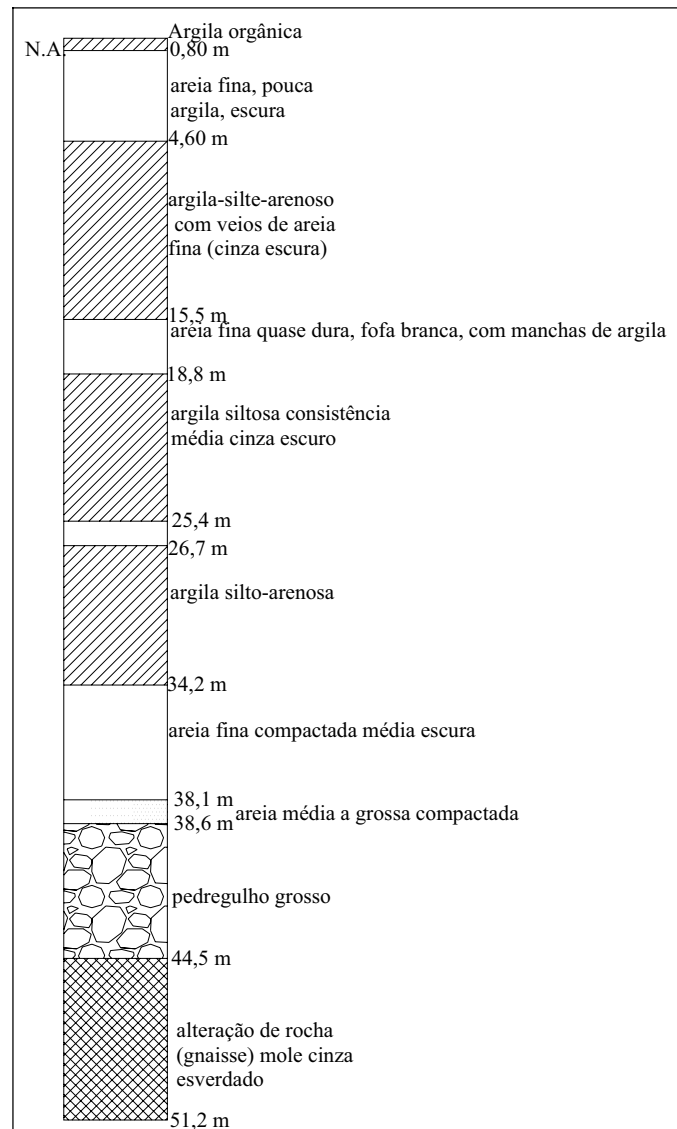 Argila orgânica
N.A.
0,80 m
areia fina, pouca
argila, escura
4,60 m
argila-silte-arenoso
com veios de areia
fina (cinza escura)
15,5 m
areia fina quase dura, fofa branca, com manchas de argila
18,8 m
argila siltosa consistência
média cinza escuro
25,4 m
26,7 m
argila silto-arenosa
34,2 m
areia fina compactada média escura
38,1 m
areia média a grossa compactada
38,6 m
pedregulho grosso
44,5 m
alteração de rocha
(gnaisse) mole cinza
esverdado
51,2 m